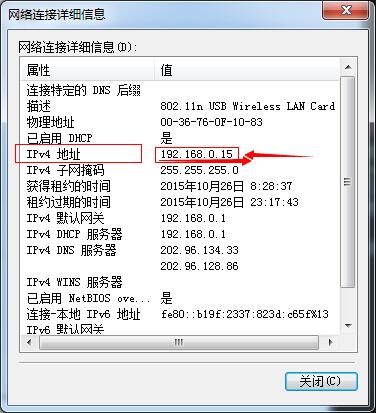 网络连接详细信息
网络连接详细信息(D):
属性 值
连接特定的 DNS 后缀
描述 802.11n USB Wireless LAN Card
物理地址 00-36-76-0F-10-83
已启用 DHCP 是
IPv4 地址 192.168.0.15
IPv4 子网掩码 255.255.255.0
获得租约的时间 2015年10月26日 8:28:37
租约过期的时间 2015年10月26日 23:17:43
IPv4 默认网关 192.168.0.1
IPv4 DHCP 服务器 192.168.0.1
IPv4 DNS 服务器 202.96.134.33
202.96.128.86
IPv4 WINS 服务器
已启用 NetBIOS ove... 是
连接-本地 IPv6 地址 fe80::b19f:2337:823d:c65f%13
IPv6 默认网关
关闭(C)